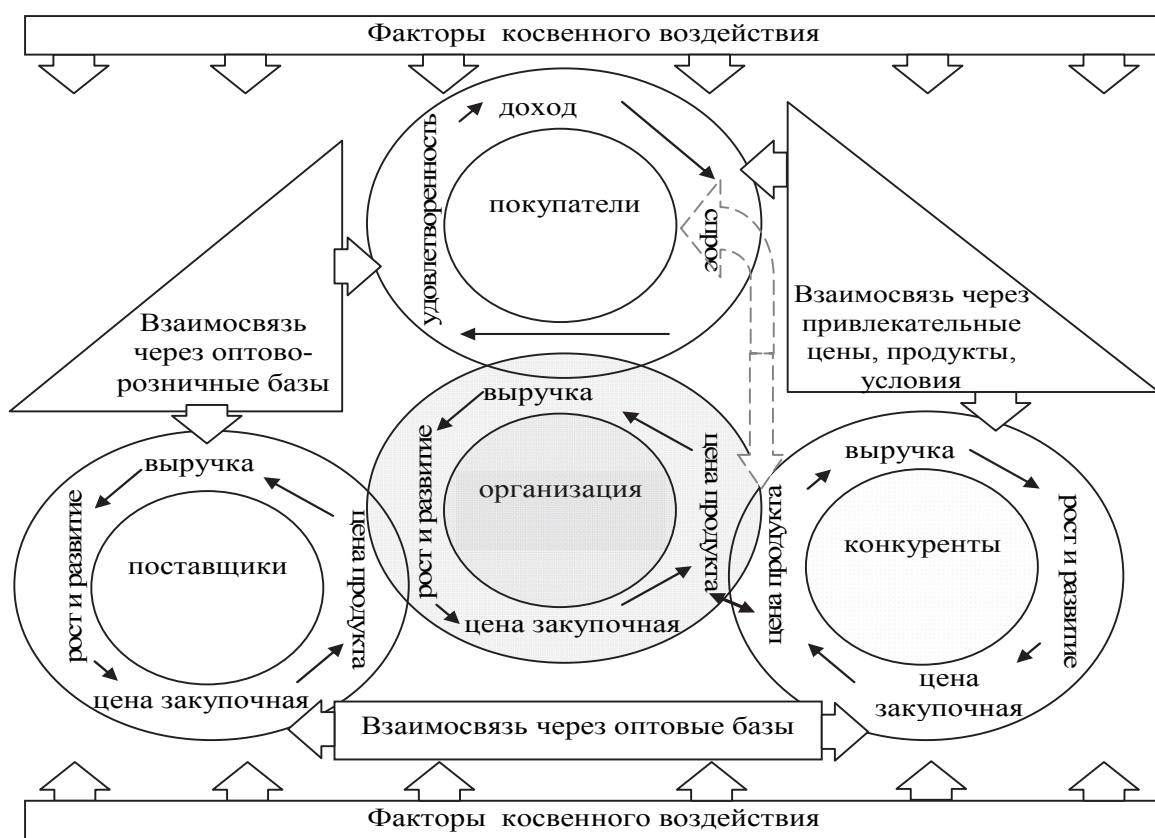 Факторы косвенного воздействия
доход
удовлетворенность
покупатели
спрос
Взаимосвязь
через оптово-
розничные базы
Взаимосвязь через
привлекательные
цены, продукты,
условия
выручка
рост и развитие
организация
цена продукта
цена закупочная
выручка
рост и развитие
поставщики
цена продукта
цена закупочная
выручка
цена продукта
конкуренты
рост и развитие
цена
закупочная
Взаимосвязь через оптовые базы
Факторы косвенного воздействия